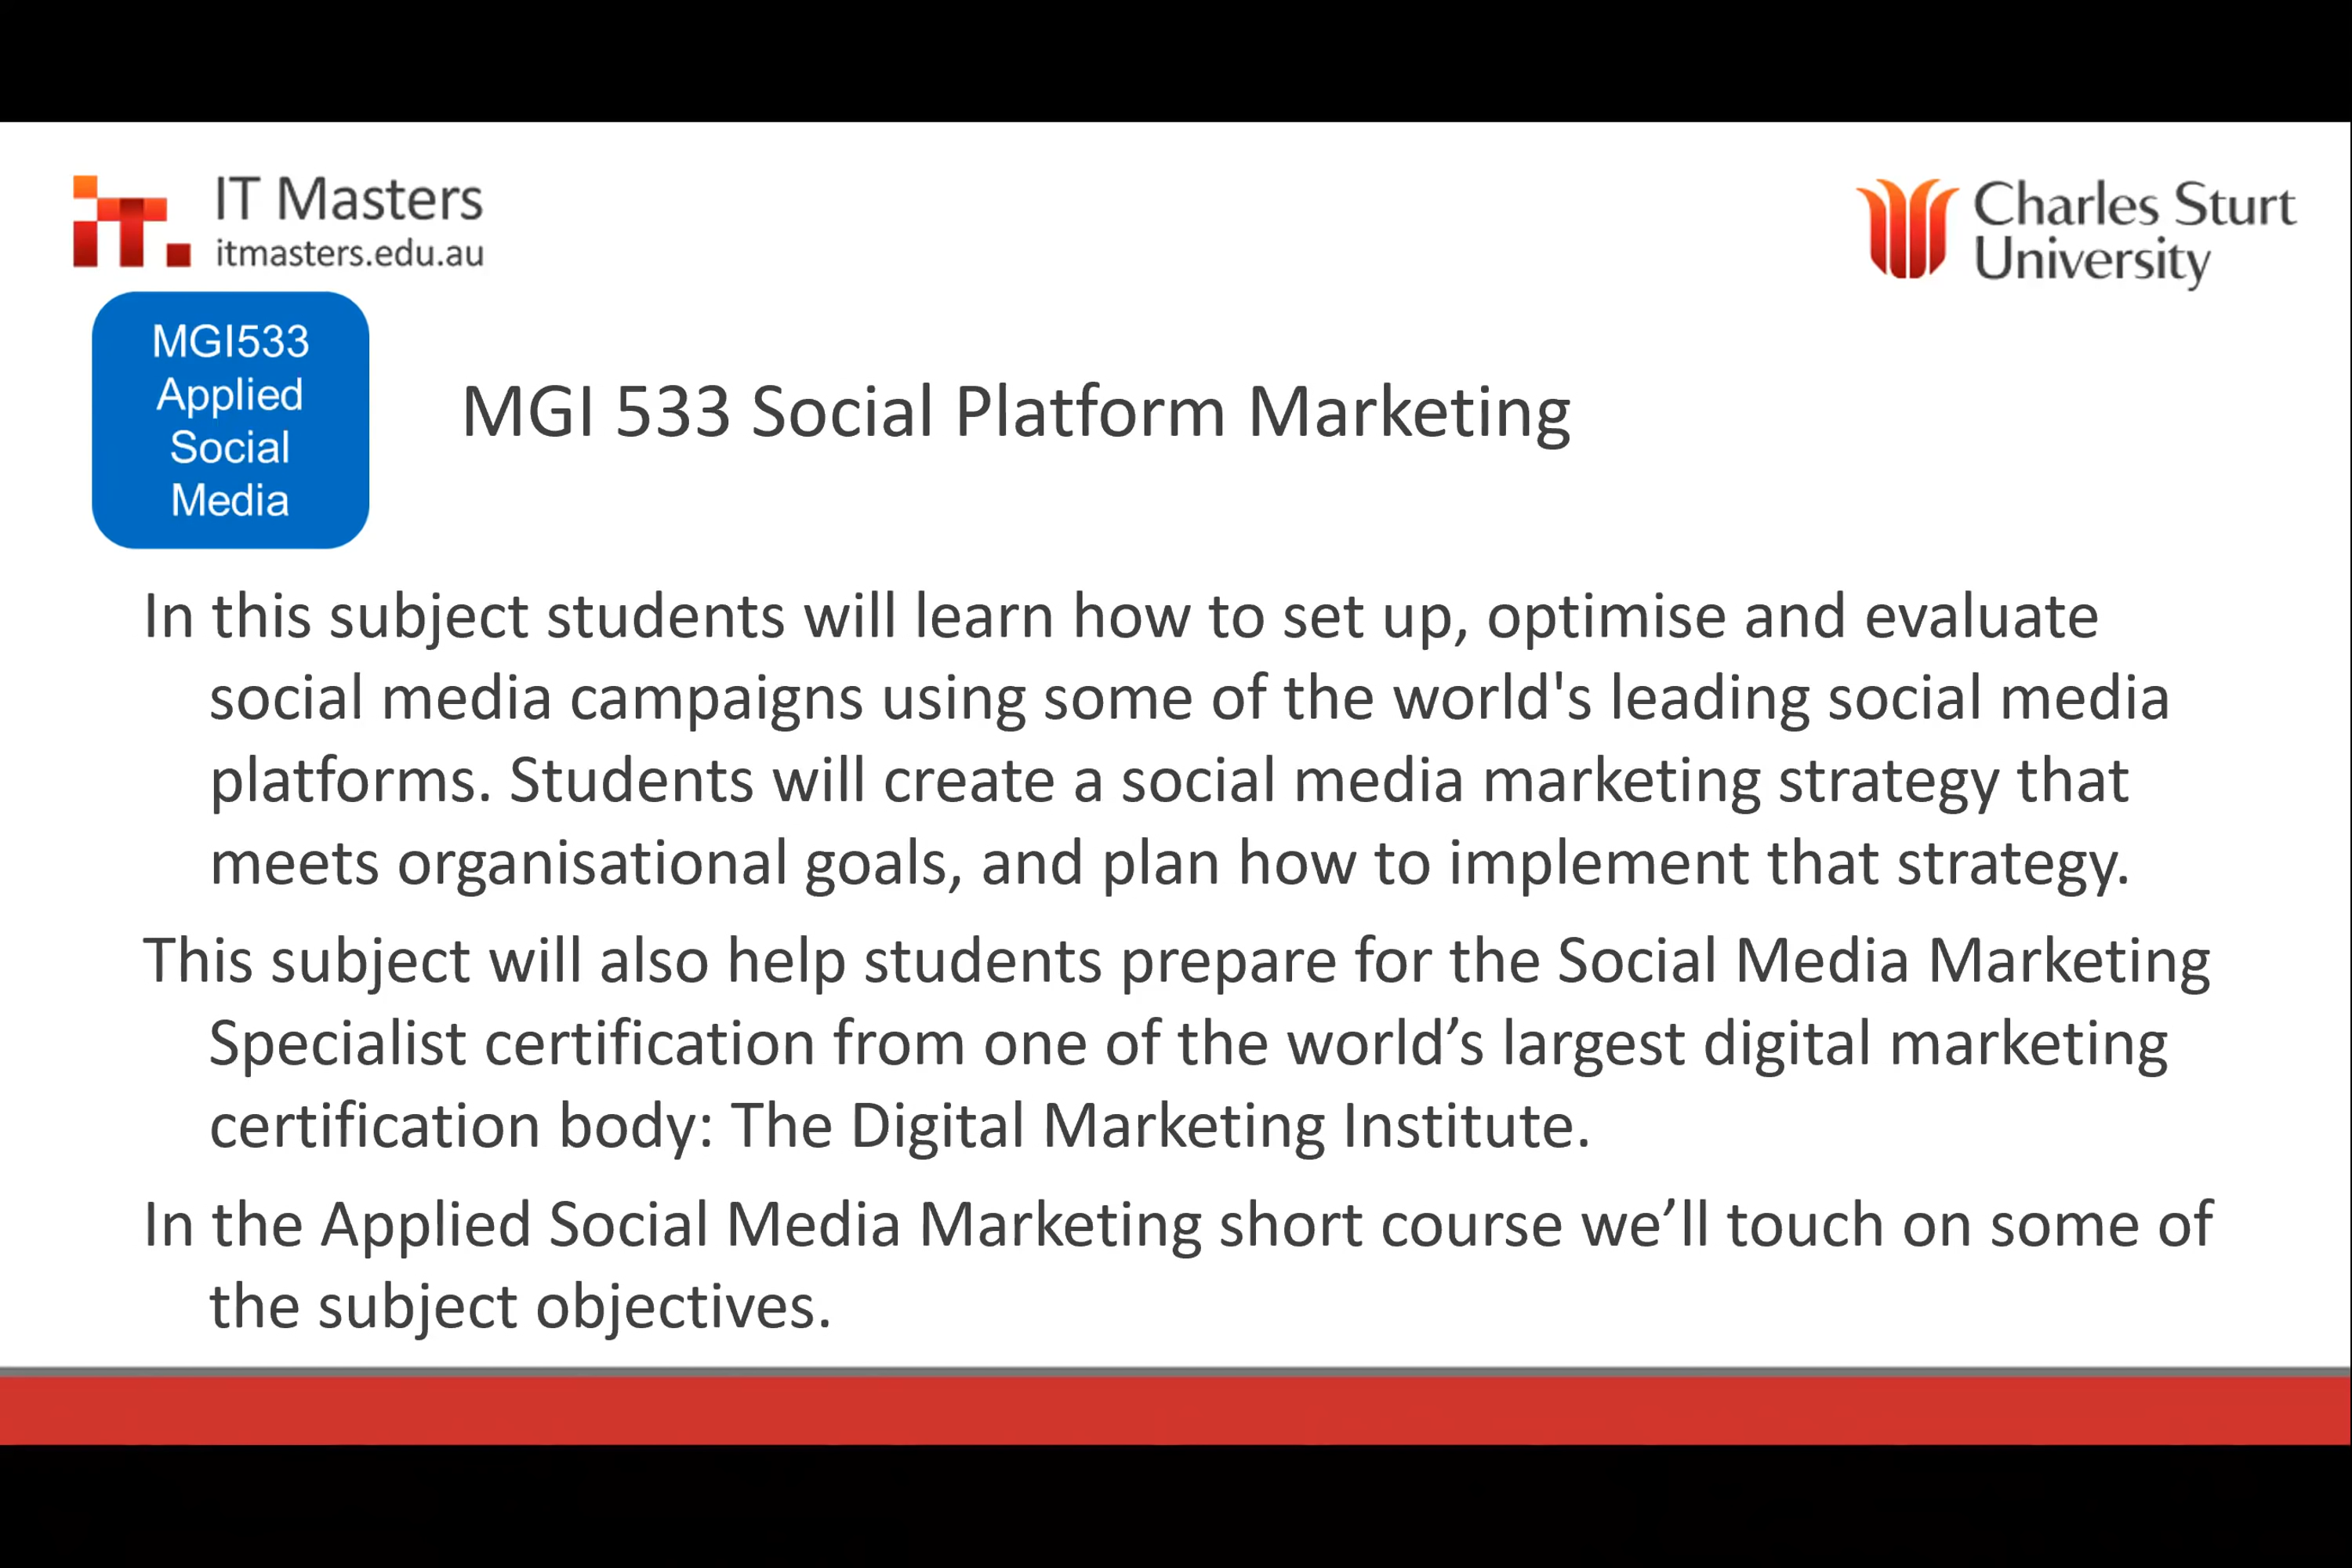 IT Masters
itmasters.edu.au
Charles Sturt
University
MGI533
Applied
Social
Media
MGI 533 Social Platform Marketing
In this subject students will learn how to set up, optimise and evaluate
social media campaigns using some of the world's leading social media
platforms. Students will create a social media marketing strategy that
meets organisational goals, and plan how to implement that strategy.
This subject will also help students prepare for the Social Media Marketing
Specialist certification from one of the world’s largest digital marketing
certification body: The Digital Marketing Institute.
In the Applied Social Media Marketing short course we’ll touch on some of
the subject objectives.